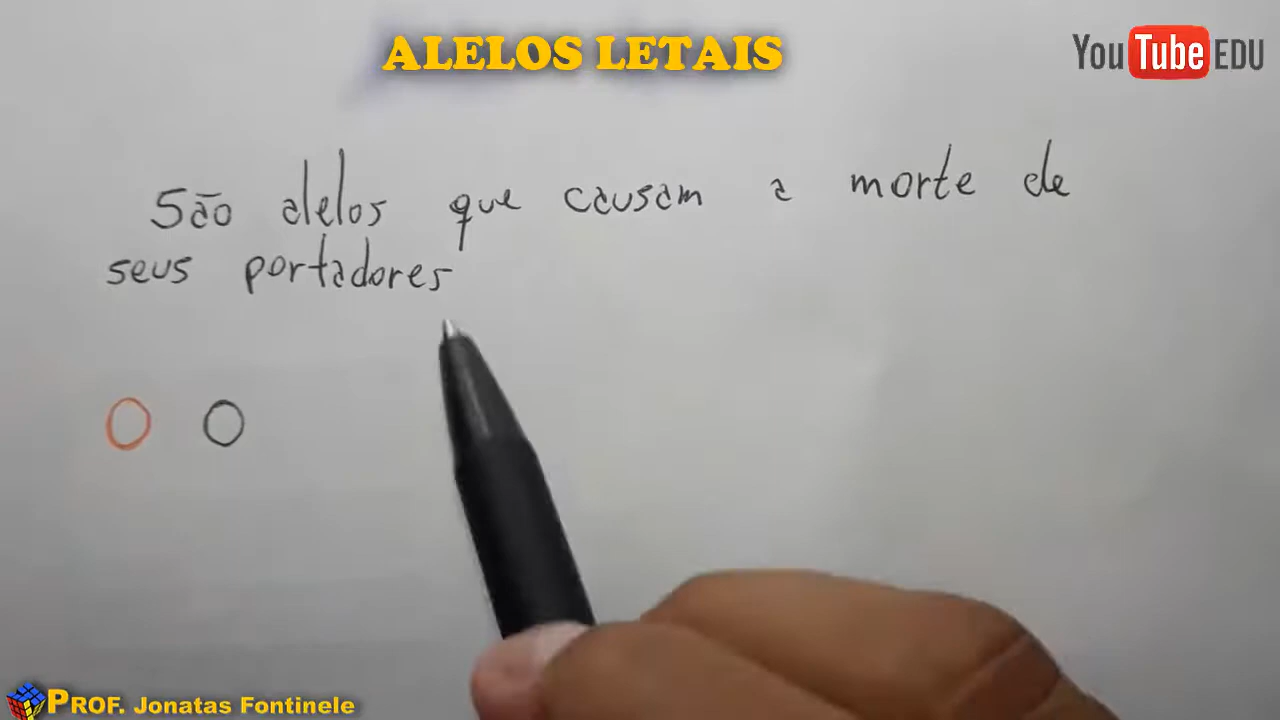 ALELOS LETAIS
YouTube EDU
São alelos que causam a morte de
seus portadores
PROF. Jonatas Fontinele